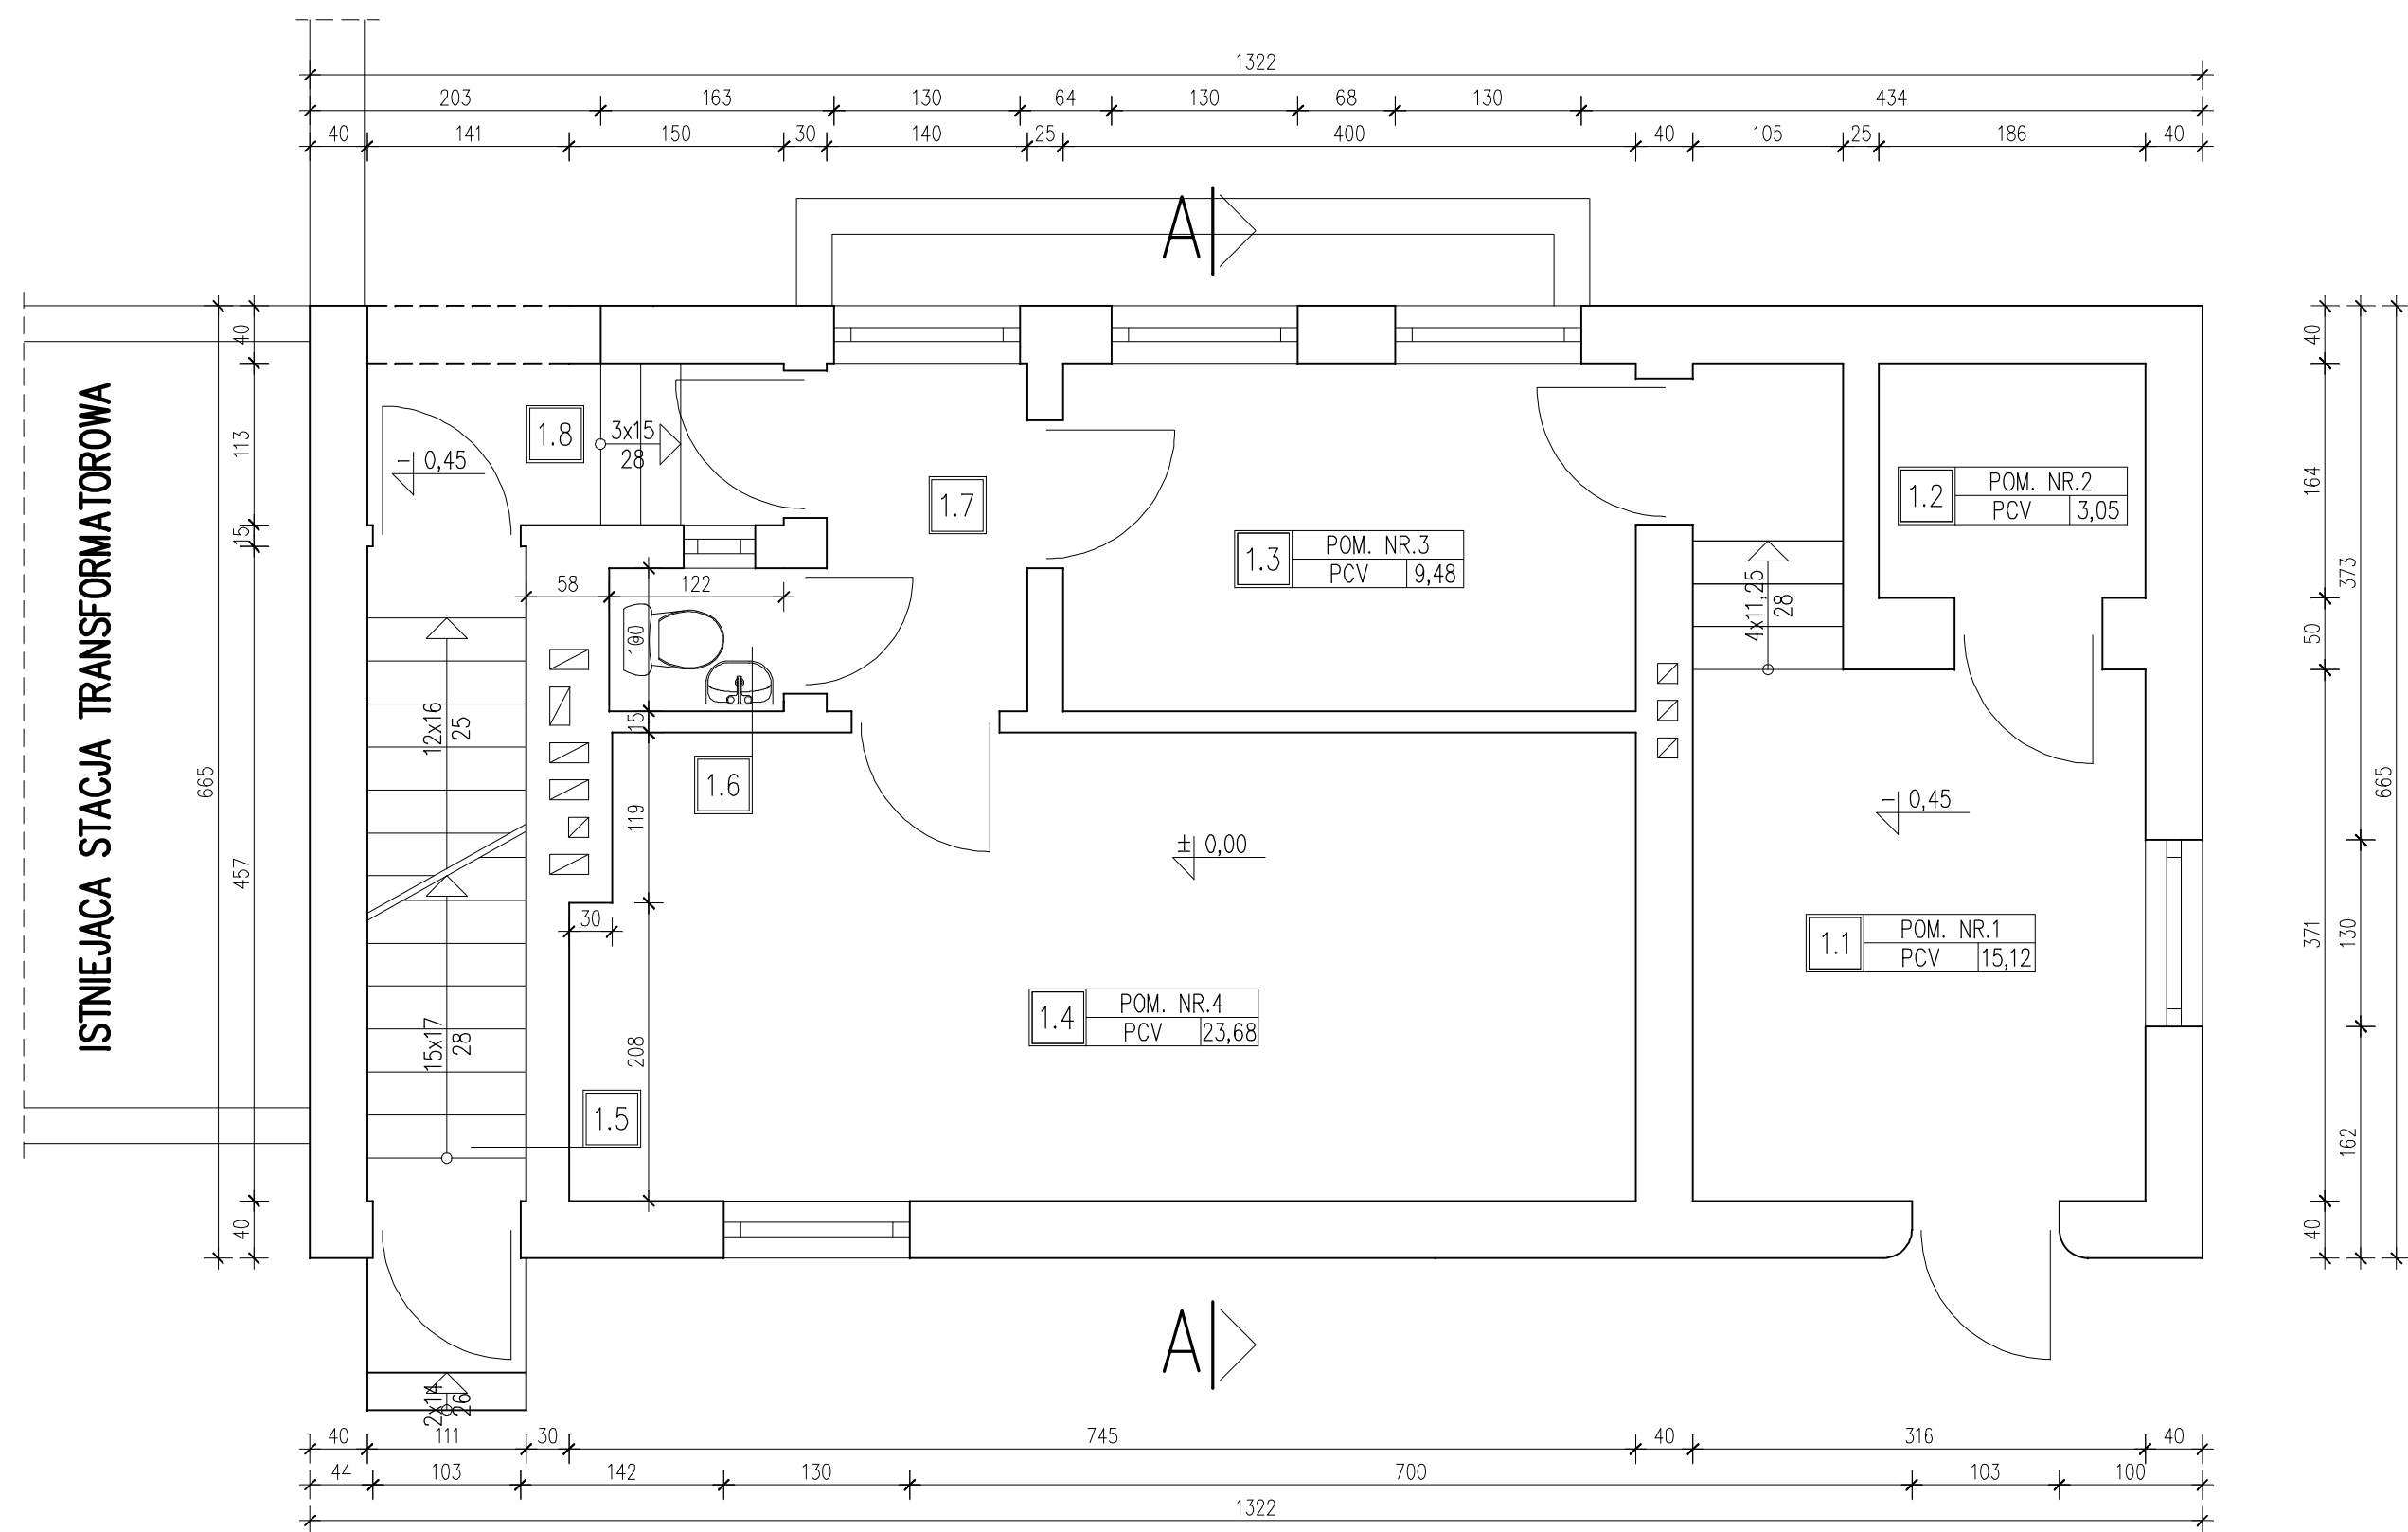 1322
203 163 130 64 130 68 130 434
40 141 150 30 140 25 400 40 105 25 186 40
A
ISTNIEJĄCA STACJA TRANSFORMATOROWA
665
40
113
15
457
40
1.8
3x15
28
- 0,45
1.7
1.3
POM. NR.3
PCV 9,48
1.2
POM. NR.2
PCV 3,05
4x11,25
28
58 122
100
15
119
208
30
12x16
25
15x17
28
1.6
± 0,00
- 0,45
1.1
POM. NR.1
PCV 15,12
1.4
POM. NR.4
PCV 23,68
1.5
40
164
50
371
40
373
130
162
665
A
2x14
26
40 111 30 745 40 316 40
44 103 142 130 700 103 100
1322